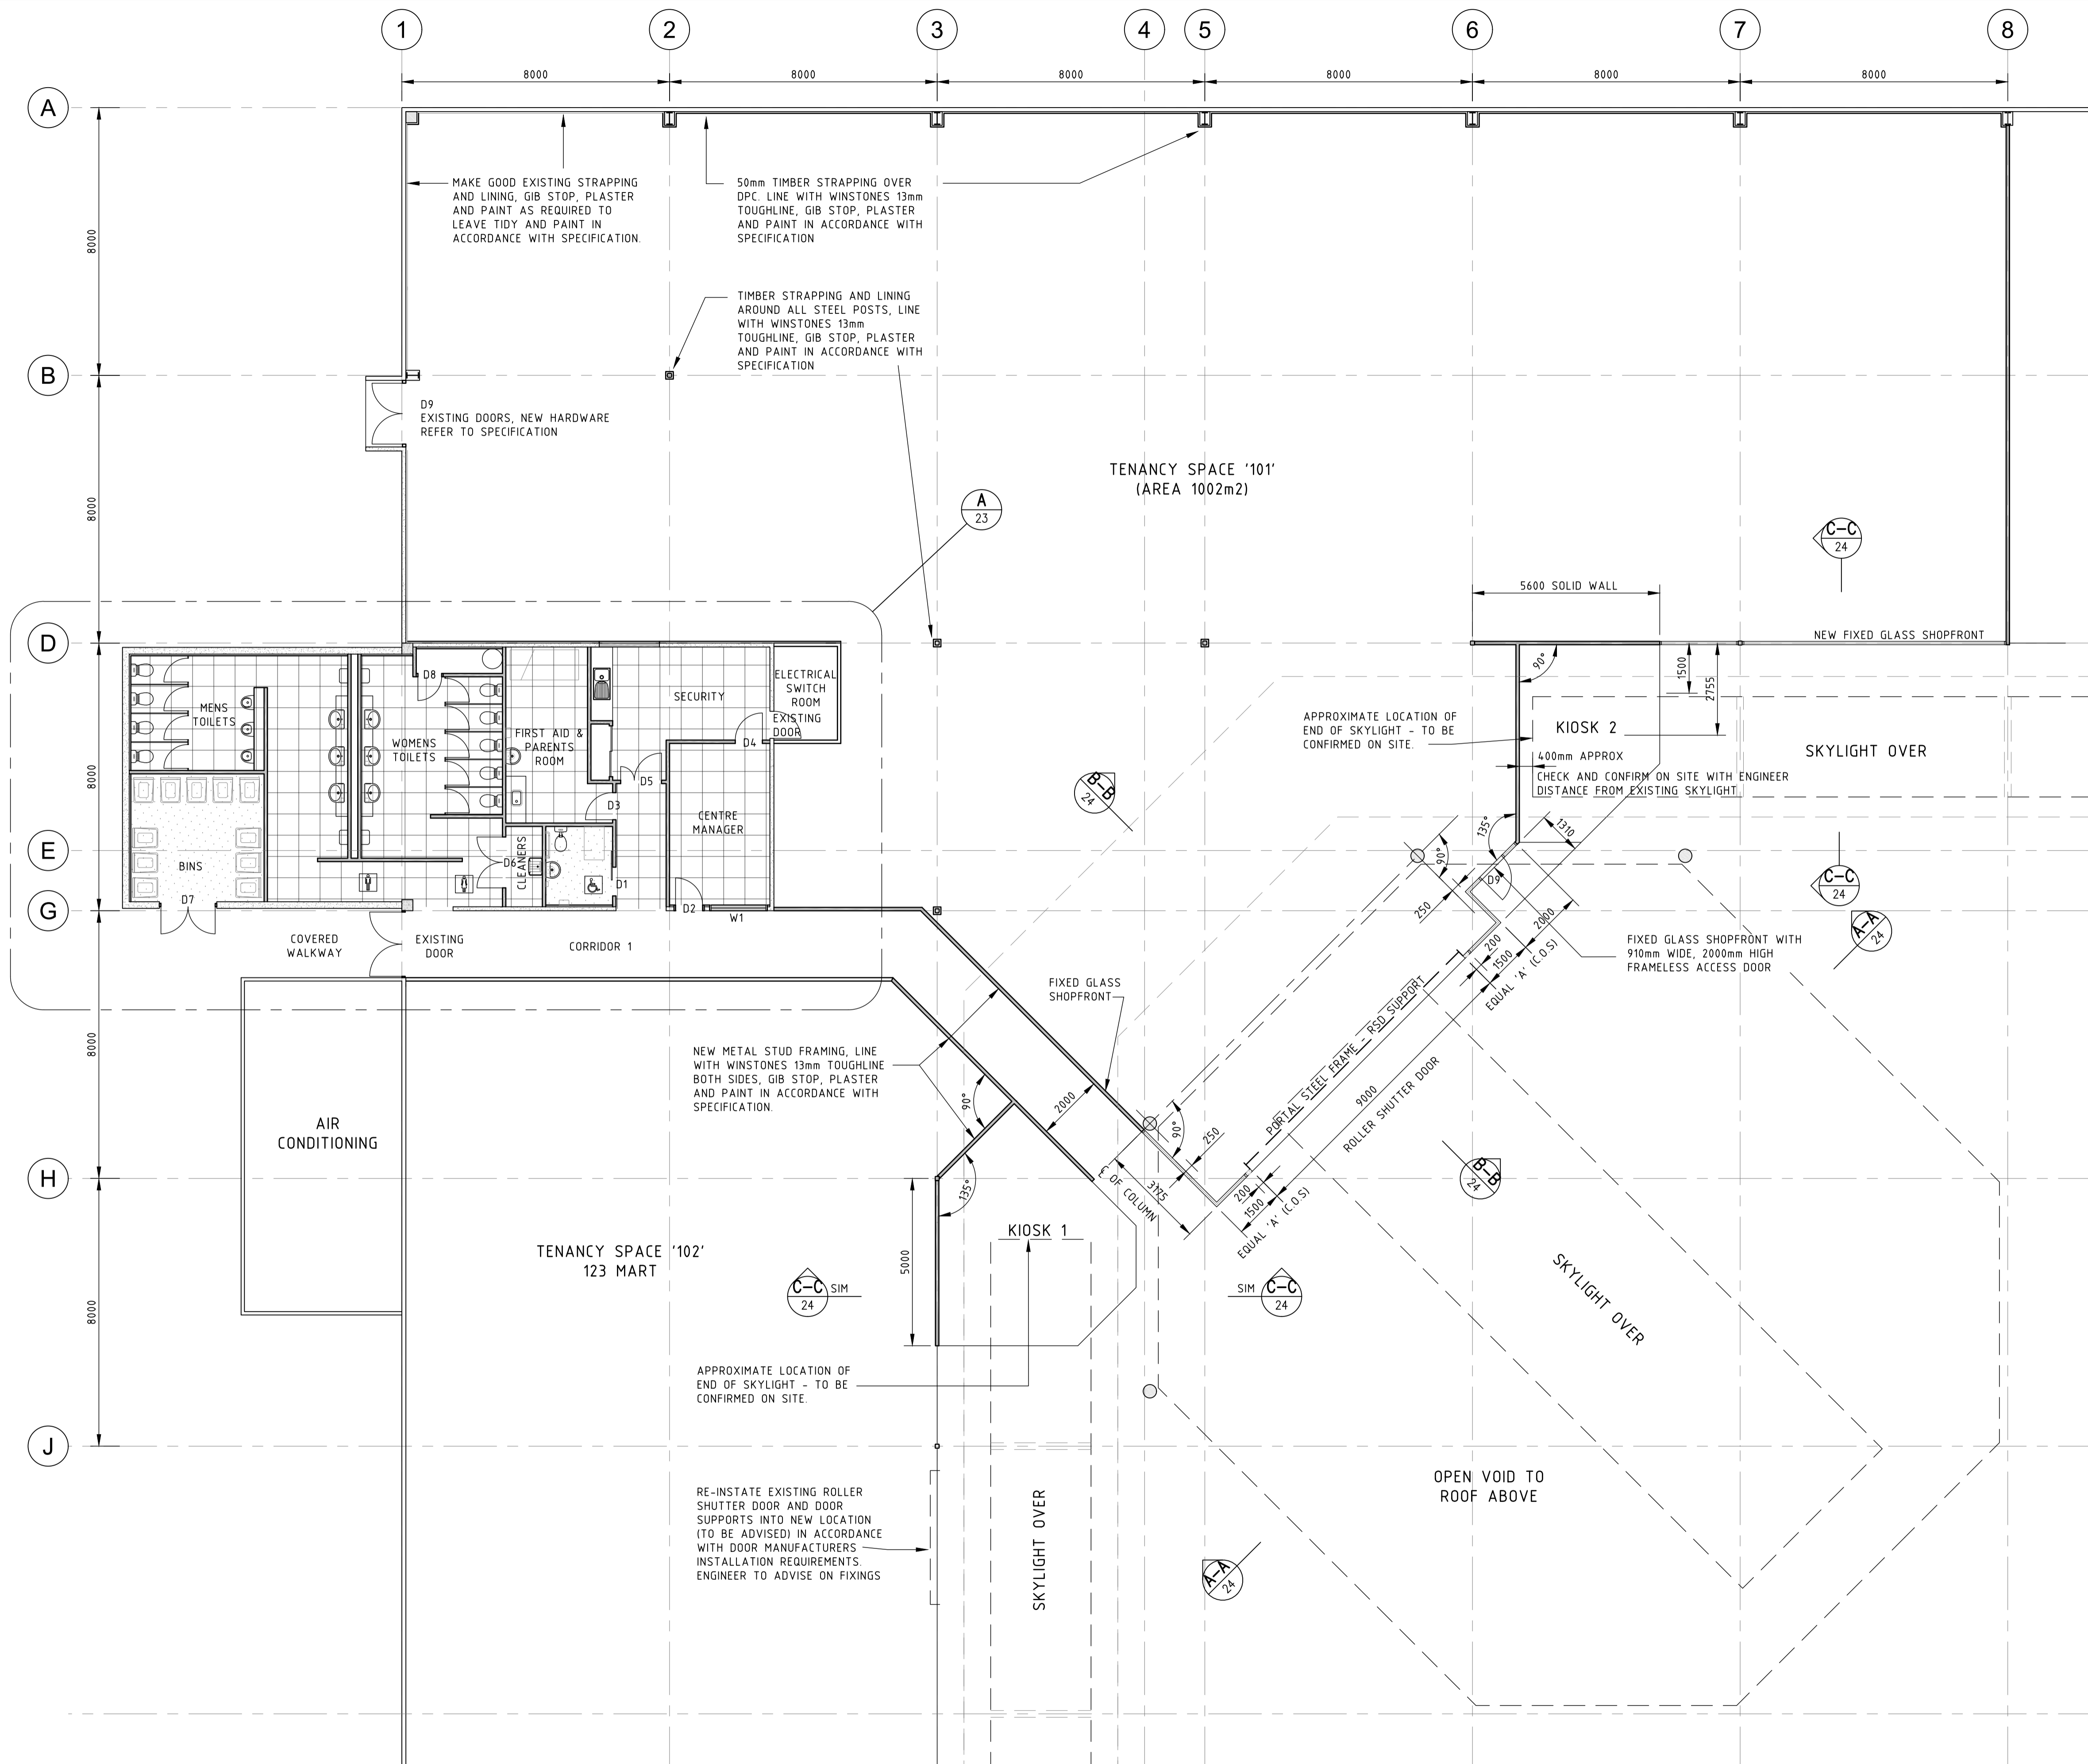 1
2
3
4
5
6
7
8
8000
8000
8000
8000
8000
8000
A
8000
MAKE GOOD EXISTING STRAPPING
AND LINING, GIB STOP, PLASTER
AND PAINT AS REQUIRED TO
LEAVE TIDY AND PAINT IN
ACCORDANCE WITH SPECIFICATION.
50mm TIMBER STRAPPING OVER
DPC. LINE WITH WINSTONES 13mm
TOUGHLINE, GIB STOP, PLASTER
AND PAINT IN ACCORDANCE WITH
SPECIFICATION
TIMBER STRAPPING AND LINING
AROUND ALL STEEL POSTS, LINE
WITH WINSTONES 13mm
TOUGHLINE, GIB STOP, PLASTER
AND PAINT IN ACCORDANCE WITH
SPECIFICATION
B
D9
EXISTING DOORS, NEW HARDWARE
REFER TO SPECIFICATION
8000
TENANCY SPACE '101'
(AREA 1002m2)
A
23
C-C
24
5600 SOLID WALL
D
NEW FIXED GLASS SHOPFRONT
90°
1500
2755
8000
MENS
TOILETS
D8
WOMENS
TOILETS
FIRST AID &
PARENTS
ROOM
SECURITY
ELECTRICAL
SWITCH
ROOM
EXISTING
DOOR
D4
D5
D3
CENTRE
MANAGER
APPROXIMATE LOCATION OF
END OF SKYLIGHT - TO BE
CONFIRMED ON SITE.
KIOSK 2
SKYLIGHT OVER
400mm APPROX
CHECK AND CONFIRM ON SITE WITH ENGINEER
DISTANCE FROM EXISTING SKYLIGHT
B-B
24
135°
1310
90°
E
BINS
D7
D6
CLEANERS
D1
D2
W1
D9
250
2000
200
1500
EQUAL 'A' (C.O.S)
C-C
24
A-A
24
G
COVERED
WALKWAY
EXISTING
DOOR
CORRIDOR 1
FIXED GLASS SHOPFRONT WITH
910mm WIDE, 2000mm HIGH
FRAMELESS ACCESS DOOR
FIXED GLASS
SHOPFRONT
PORTAL STEEL FRAME - RSD SUPPORT
9000
ROLLER SHUTTER DOOR
8000
NEW METAL STUD FRAMING, LINE
WITH WINSTONES 13mm TOUGHLINE
BOTH SIDES, GIB STOP, PLASTER
AND PAINT IN ACCORDANCE WITH
SPECIFICATION.
90°
2000
AIR
CONDITIONING
90°
250
H
135°
℄ OF COLUMN
3175
200
1500
EQUAL 'A' (C.O.S)
B-B
24
KIOSK 1
5000
TENANCY SPACE '102'
123 MART
C-C
24
SIM
SIM
C-C
24
SKYLIGHT OVER
8000
APPROXIMATE LOCATION OF
END OF SKYLIGHT - TO BE
CONFIRMED ON SITE.
J
OPEN VOID TO
ROOF ABOVE
RE-INSTATE EXISTING ROLLER
SHUTTER DOOR AND DOOR
SUPPORTS INTO NEW LOCATION
(TO BE ADVISED) IN ACCORDANCE
WITH DOOR MANUFACTURERS
INSTALLATION REQUIREMENTS.
ENGINEER TO ADVISE ON FIXINGS
SKYLIGHT OVER
A-A
24